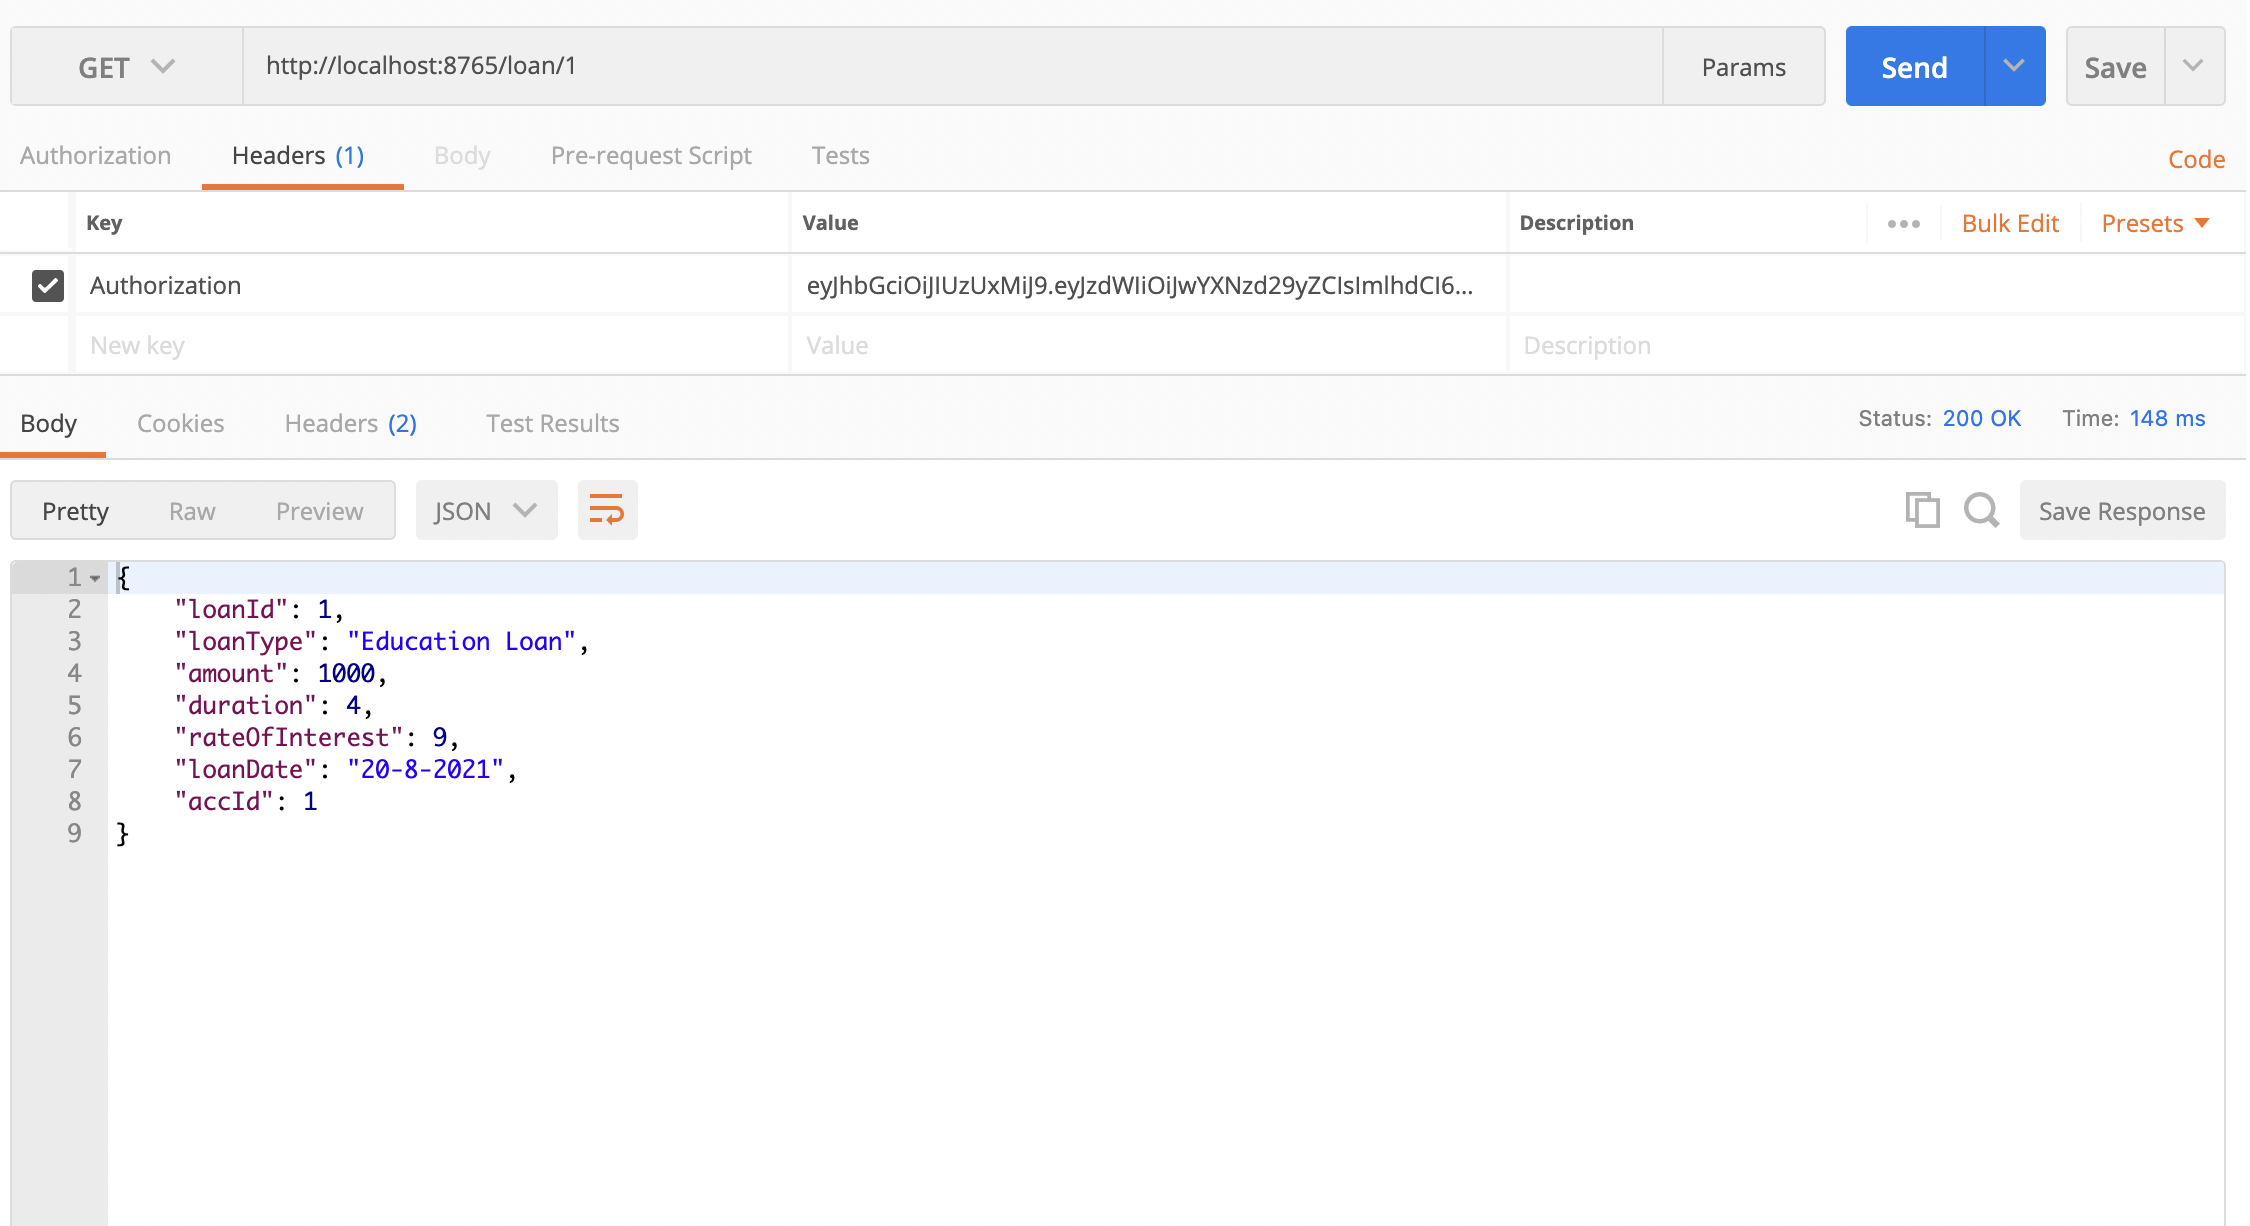 GET http://localhost:8765/loan/1 Params Send Save
Authorization Headers (1) Body Pre-request Script Tests Code
Key Value Description ••• Bulk Edit Presets
Authorization eyJhbGciOiJIUzUxMiJ9.eyJzdWIiOiJwYXNzd29yZCIsImlhdCI6...
New key Value Description
Body Cookies Headers (2) Test Results Status: 200 OK Time: 148 ms
Pretty Raw Preview JSON Save Response
1 {
2 "loanId": 1,
3 "loanType": "Education Loan",
4 "amount": 1000,
5 "duration": 4,
6 "rateOfInterest": 9,
7 "loanDate": "20-8-2021",
8 "accId": 1
9 }